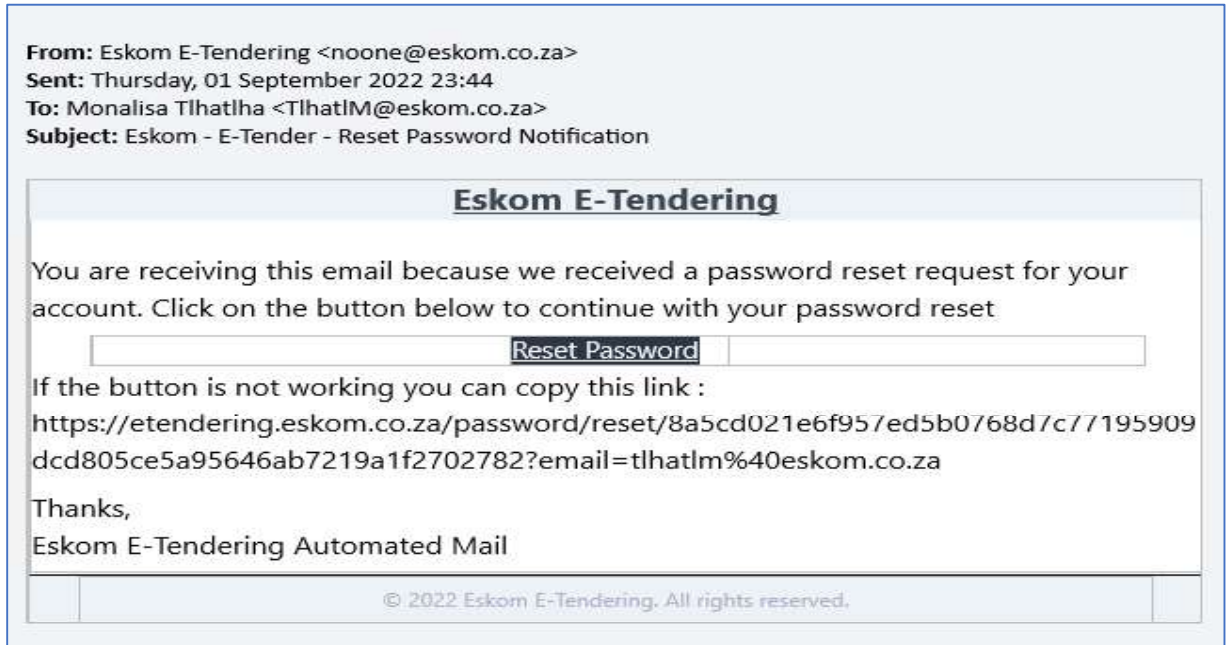 From: Eskom E-Tendering <noone@eskom.co.za>
Sent: Thursday, 01 September 2022 23:44
To: Monalisa Tlhatlha <TlhatlM@eskom.co.za>
Subject: Eskom - E-Tender - Reset Password Notification
Eskom E-Tendering
You are receiving this email because we received a password reset request for your
account. Click on the button below to continue with your password reset
Reset Password
If the button is not working you can copy this link :
https://etendering.eskom.co.za/password/reset/8a5cd021e6f957ed5b0768d7c77195909
dcd805ce5a95646ab7219a1f2702782?email=tlhatlm%40eskom.co.za
Thanks,
Eskom E-Tendering Automated Mail
© 2022 Eskom E-Tendering. All rights reserved.